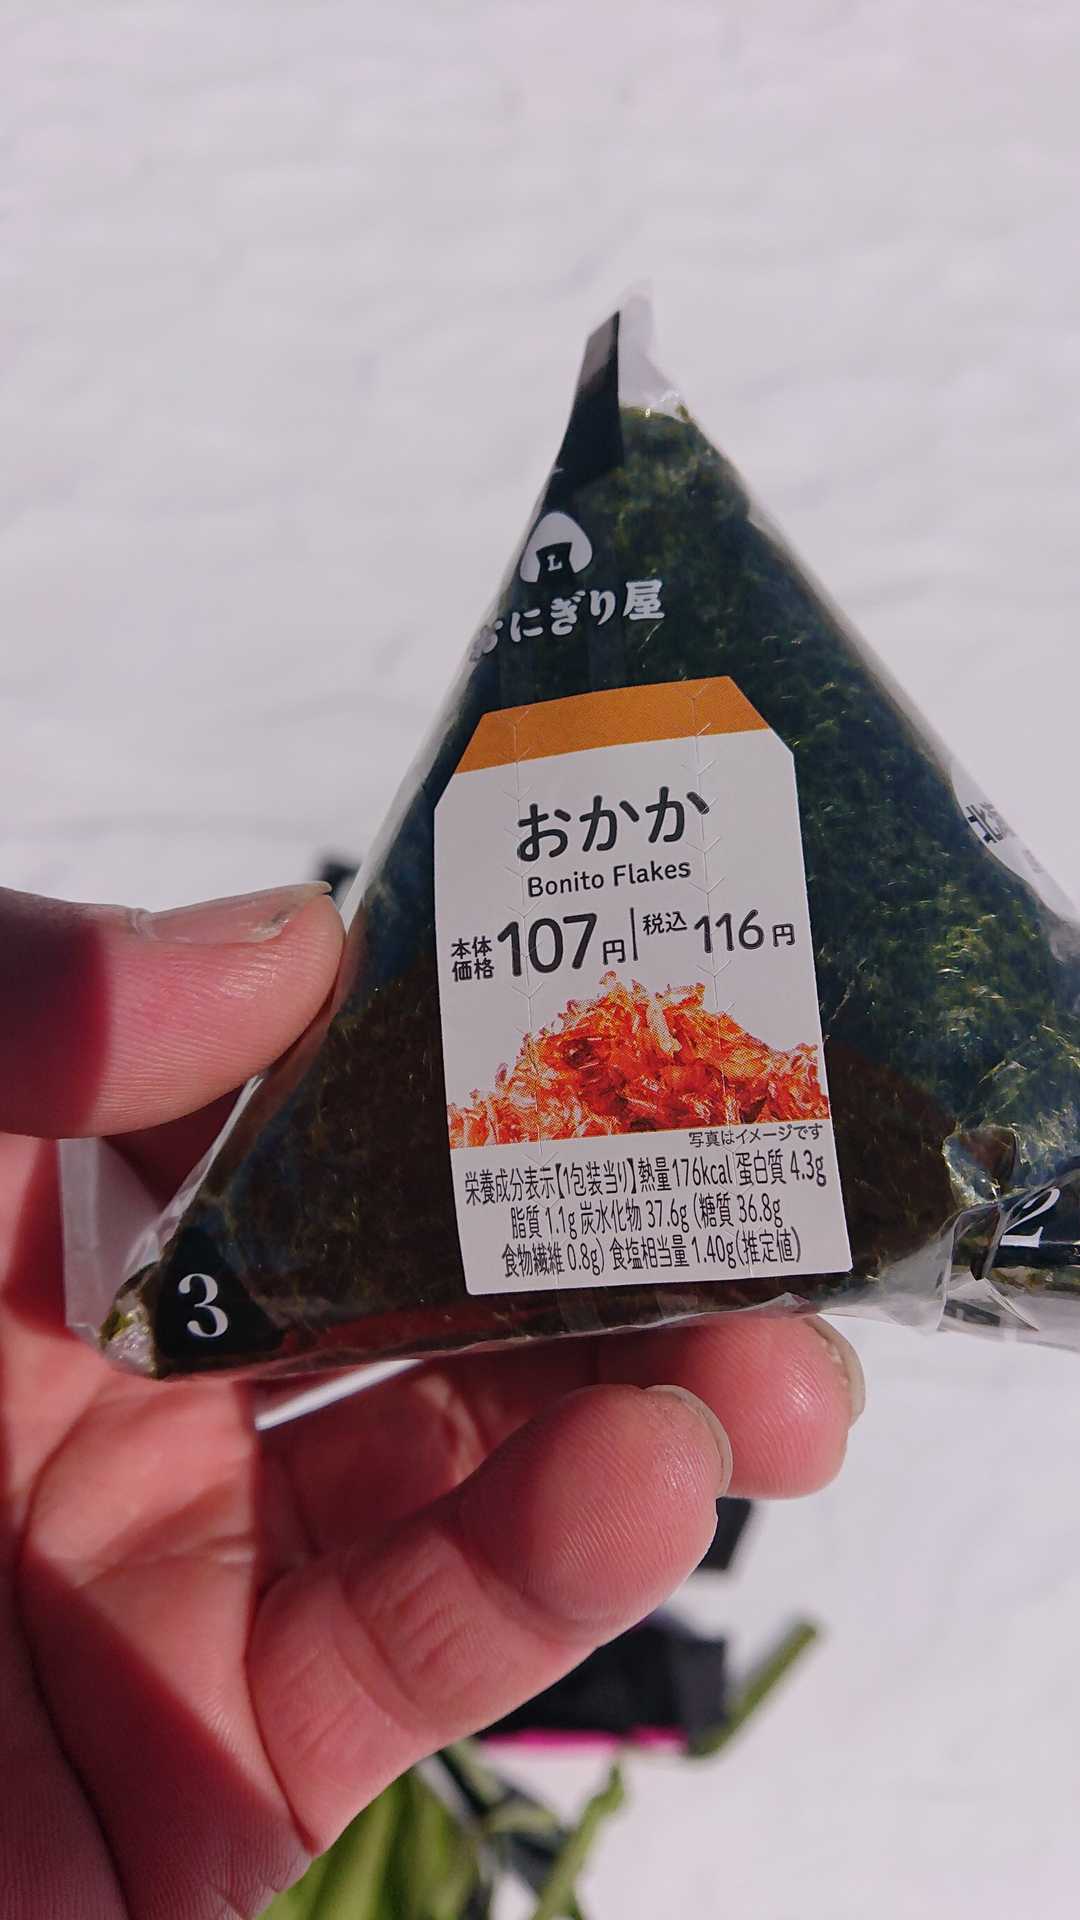 L
おにぎり屋
おかか
Bonito Flakes
本体価格107円 税込116円
写真はイメージです
栄養成分表示【1包装当り】熱量176kcal 蛋白質 4.3g
脂質 1.1g 炭水化物 37.6g (糖質 36.8g
食物繊維 0.8g) 食塩相当量 1.40g(推定値)
3
2